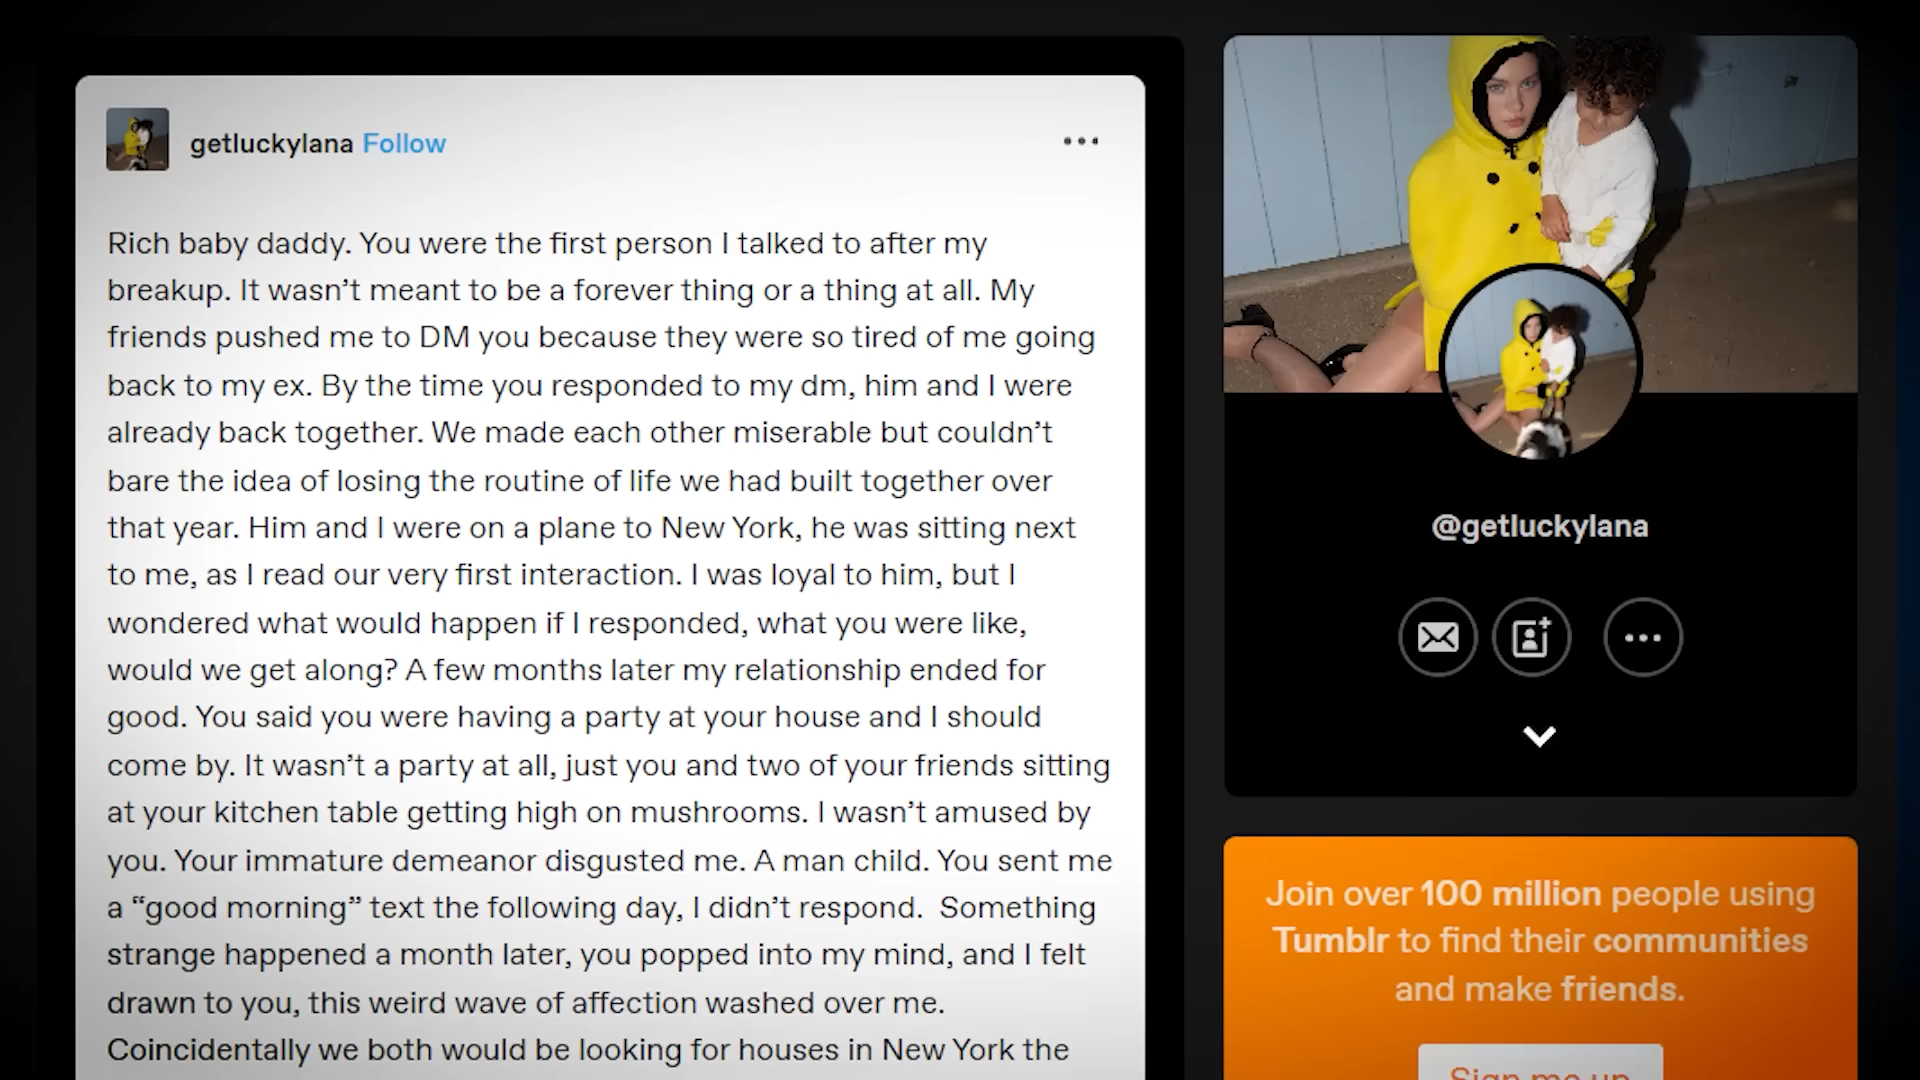 getluckylana Follow
Rich baby daddy. You were the first person I talked to after my
breakup. It wasn’t meant to be a forever thing or a thing at all. My
friends pushed me to DM you because they were so tired of me going
back to my ex. By the time you responded to my dm, him and I were
already back together. We made each other miserable but couldn’t
bare the idea of losing the routine of life we had built together over
that year. Him and I were on a plane to New York, he was sitting next
to me, as I read our very first interaction. I was loyal to him, but I
wondered what would happen if I responded, what you were like,
would we get along? A few months later my relationship ended for
good. You said you were having a party at your house and I should
come by. It wasn’t a party at all, just you and two of your friends sitting
at your kitchen table getting high on mushrooms. I wasn’t amused by
you. Your immature demeanor disgusted me. A man child. You sent me
a “good morning” text the following day, I didn’t respond.  Something
strange happened a month later, you popped into my mind, and I felt
drawn to you, this weird wave of affection washed over me.
Coincidentally we both would be looking for houses in New York the
@getluckylana
Join over 100 million people using
Tumblr to find their communities
and make friends.
Sign me up